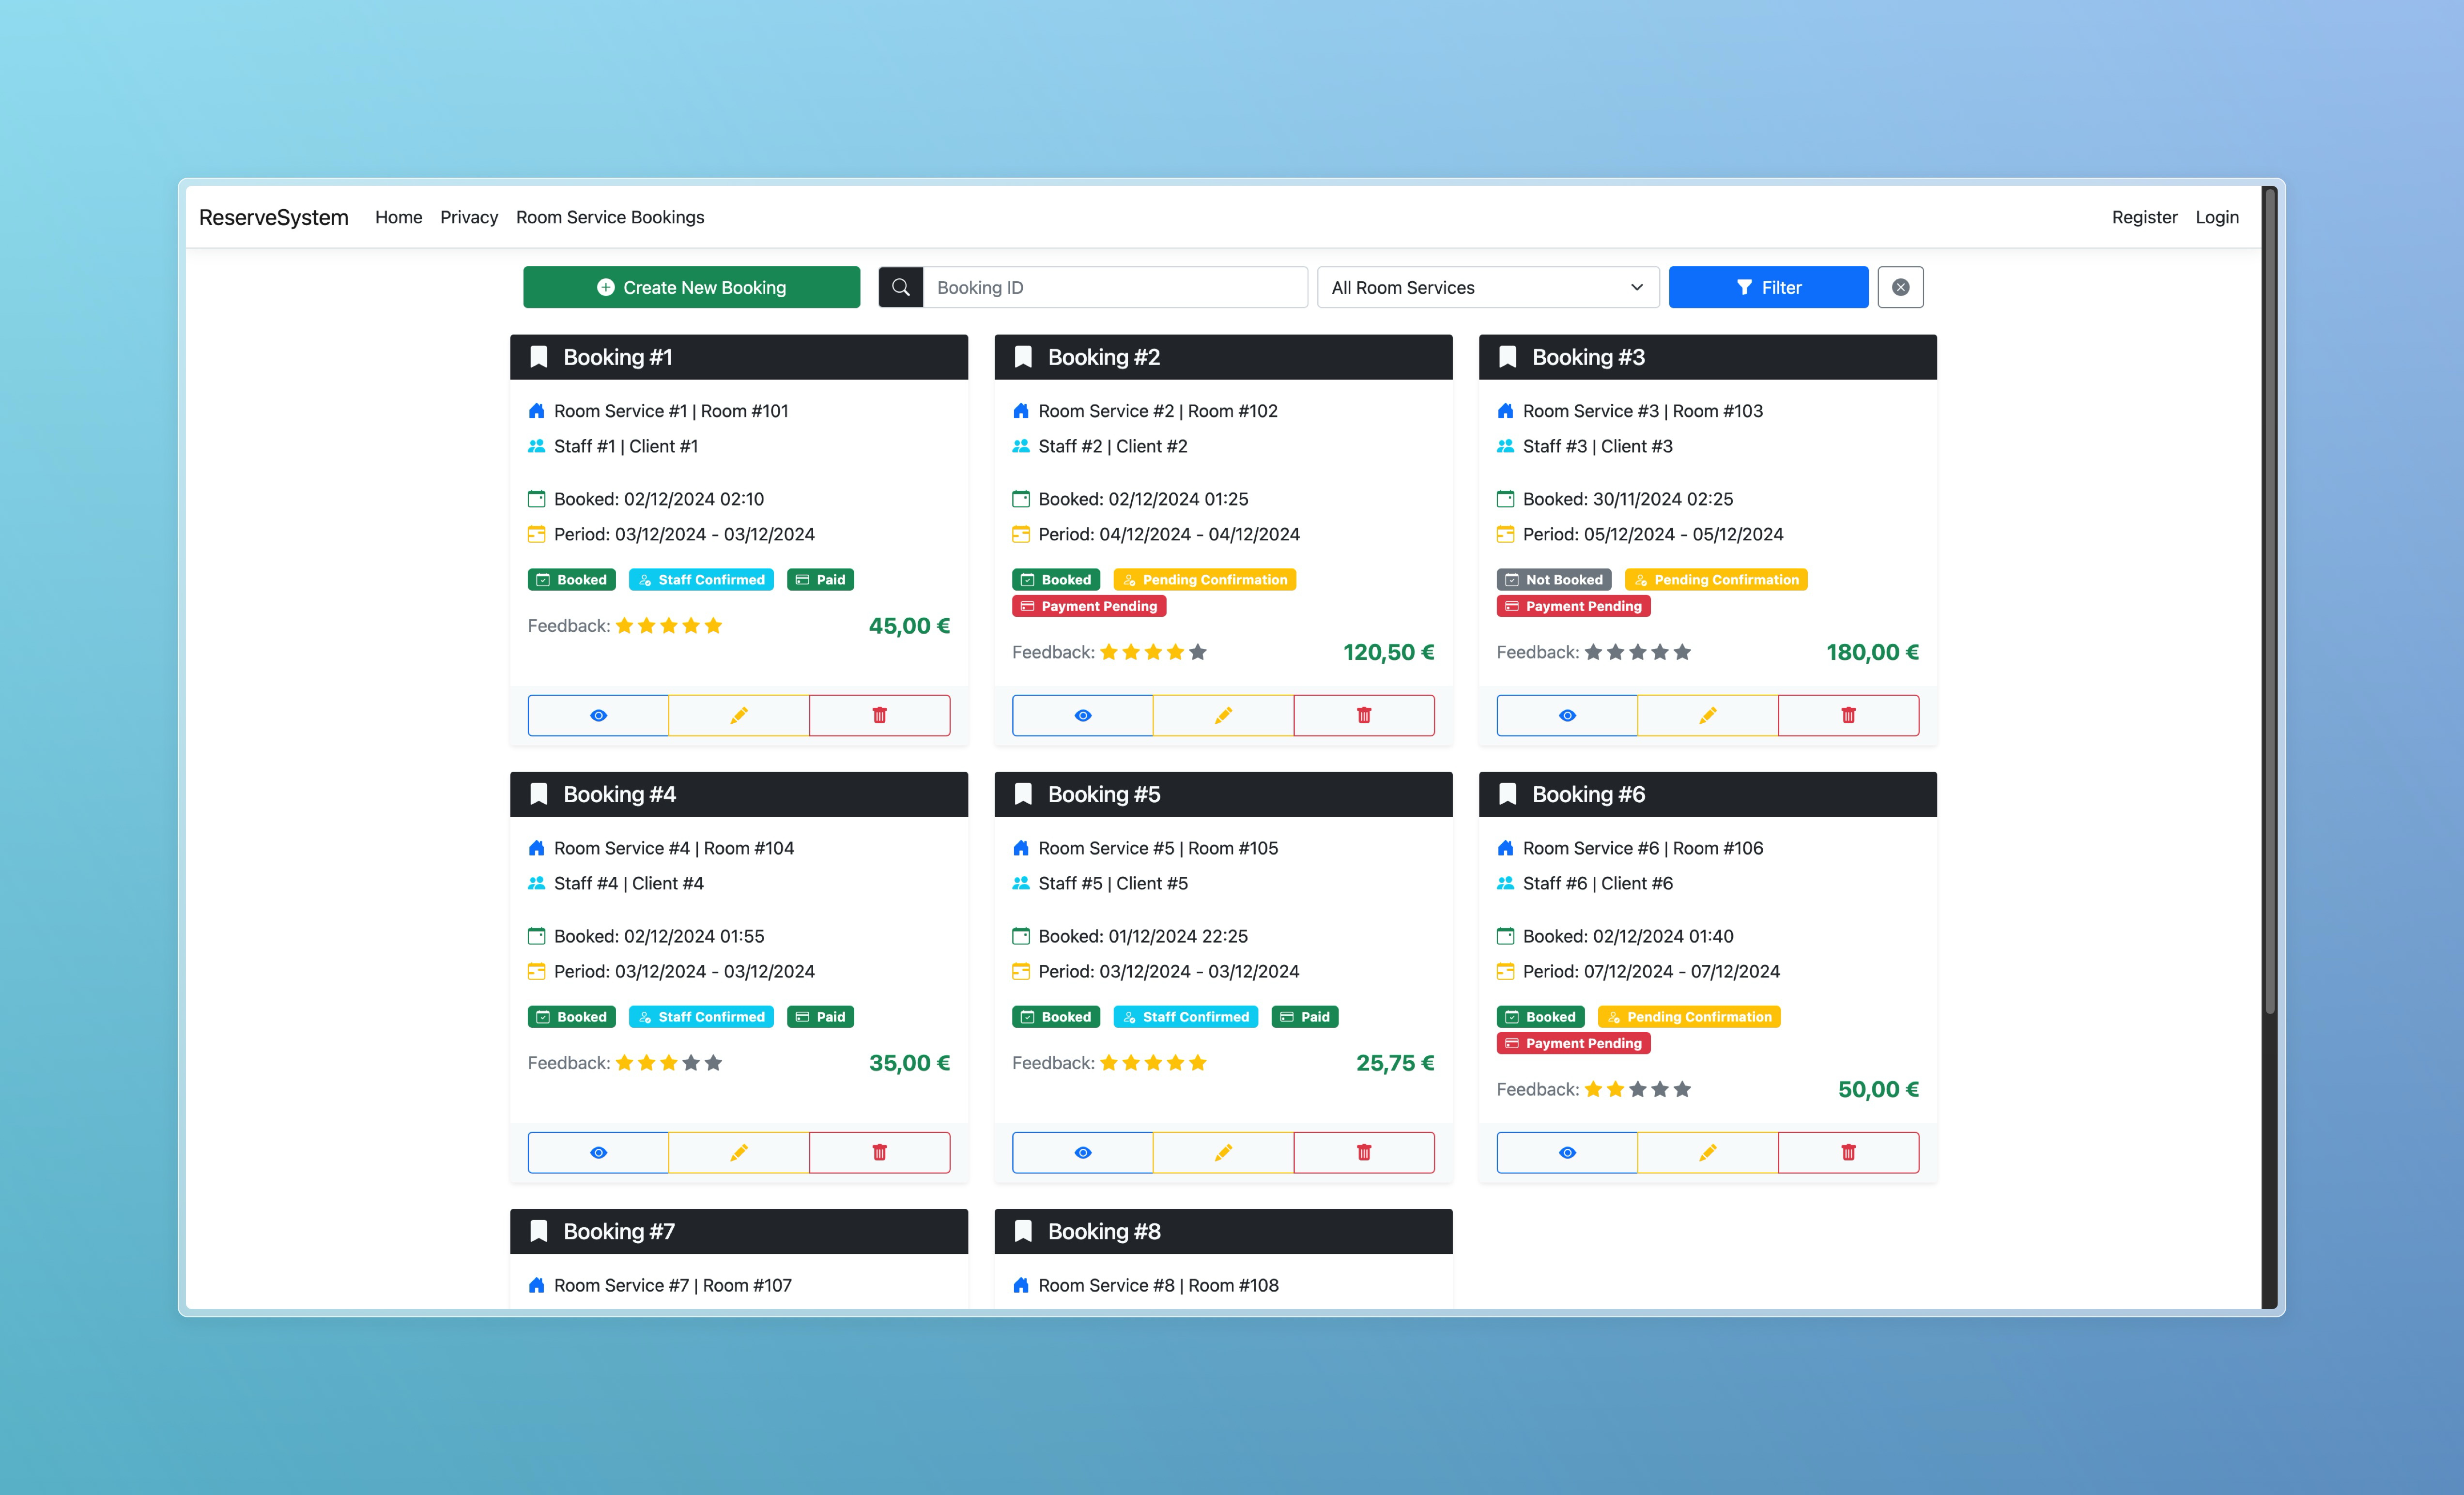 ReserveSystem Home Privacy Room Service Bookings Register Login
Create New Booking Booking ID All Room Services Filter
Booking #1
Room Service #1 | Room #101
Staff #1 | Client #1
Booked: 02/12/2024 02:10
Period: 03/12/2024 - 03/12/2024
Booked Staff Confirmed Paid
Feedback: 45,00 €
Booking #2
Room Service #2 | Room #102
Staff #2 | Client #2
Booked: 02/12/2024 01:25
Period: 04/12/2024 - 04/12/2024
Booked Pending Confirmation
Payment Pending
Feedback: 120,50 €
Booking #3
Room Service #3 | Room #103
Staff #3 | Client #3
Booked: 30/11/2024 02:25
Period: 05/12/2024 - 05/12/2024
Not Booked Pending Confirmation
Payment Pending
Feedback: 180,00 €
Booking #4
Room Service #4 | Room #104
Staff #4 | Client #4
Booked: 02/12/2024 01:55
Period: 03/12/2024 - 03/12/2024
Booked Staff Confirmed Paid
Feedback: 35,00 €
Booking #5
Room Service #5 | Room #105
Staff #5 | Client #5
Booked: 01/12/2024 22:25
Period: 03/12/2024 - 03/12/2024
Booked Staff Confirmed Paid
Feedback: 25,75 €
Booking #6
Room Service #6 | Room #106
Staff #6 | Client #6
Booked: 02/12/2024 01:40
Period: 07/12/2024 - 07/12/2024
Booked Pending Confirmation
Payment Pending
Feedback: 50,00 €
Booking #7
Room Service #7 | Room #107
Booking #8
Room Service #8 | Room #108